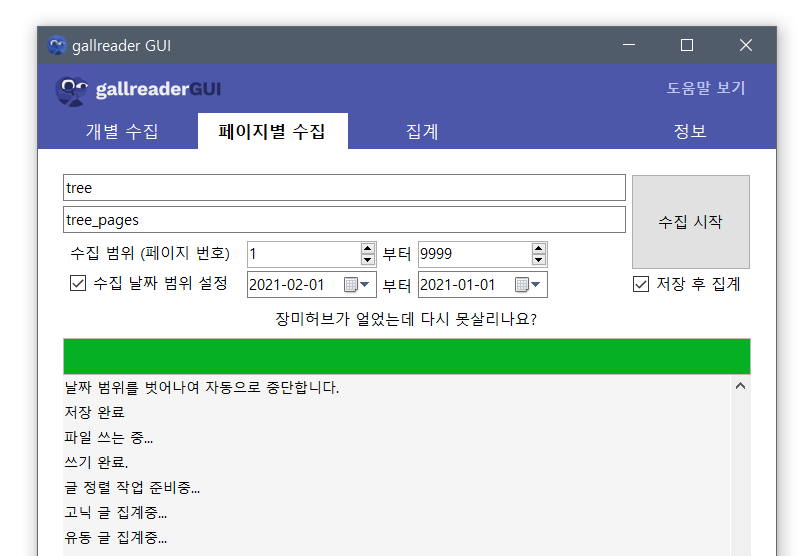 gallreader GUI
gallreaderGUI
도움말 보기
개별 수집
페이지별 수집
집계
정보
tree
수집 시작
tree_pages
수집 범위 (페이지 번호) 1 부터 9999
수집 날짜 범위 설정 2021-02-01 부터 2021-01-01
저장 후 집계
장미허브가 얼었는데 다시 못살리나요?
날짜 범위를 벗어나여 자동으로 중단합니다.
저장 완료
파일 쓰는 중...
쓰기 완료.
글 정렬 작업 준비중...
고닉 글 집계중...
유동 글 집계중...